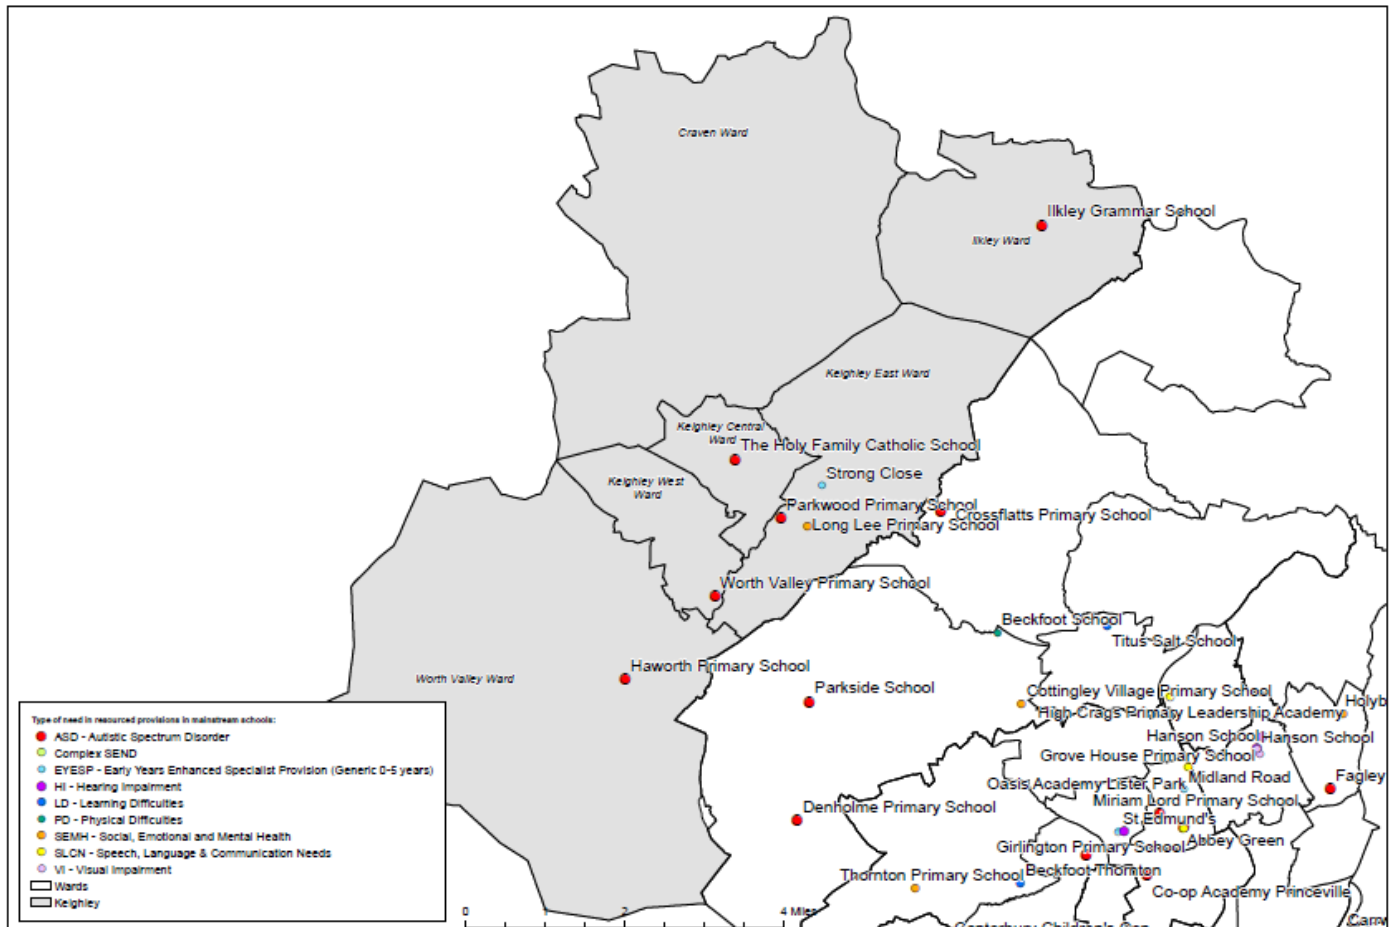 Craven Ward
Ilkley Grammar School
Ilkley Ward
Keighley East Ward
Keighley Central
Ward
The Holy Family Catholic School
Strong Close
Keighley West
Ward
Parkwood Primary School
Crossflatts Primary School
Long Lee Primary School
Worth Valley Primary School
Beckfoot School
Titus Salt School
Haworth Primary School
Worth Valley Ward
Parkside School
Cottingley Village Primary School
High Crags Primary Leadership Academy
Holyb
Hanson School
Hanson School
Grove House Primary School
Midland Road
Oasis Academy Lister Park
Fagley
Miriam Lord Primary School
Denholme Primary School
St Edmund's
Abbey Green
Girlington Primary School
Thornton Primary School
Beckfoot Thornton
Co-op Academy Princeville
Type of need in resourced provisions in mainstream schools:
ASD - Autistic Spectrum Disorder
Complex SEND
EYESP - Early Years Enhanced Specialist Provision (Generic 0-5 years)
HI - Hearing Impairment
LD - Learning Difficulties
PD - Physical Difficulties
SEMH - Social, Emotional and Mental Health
SLCN - Speech, Language & Communication Needs
VI - Visual Impairment
Wards
Keighley
0 1 2 4 Miles